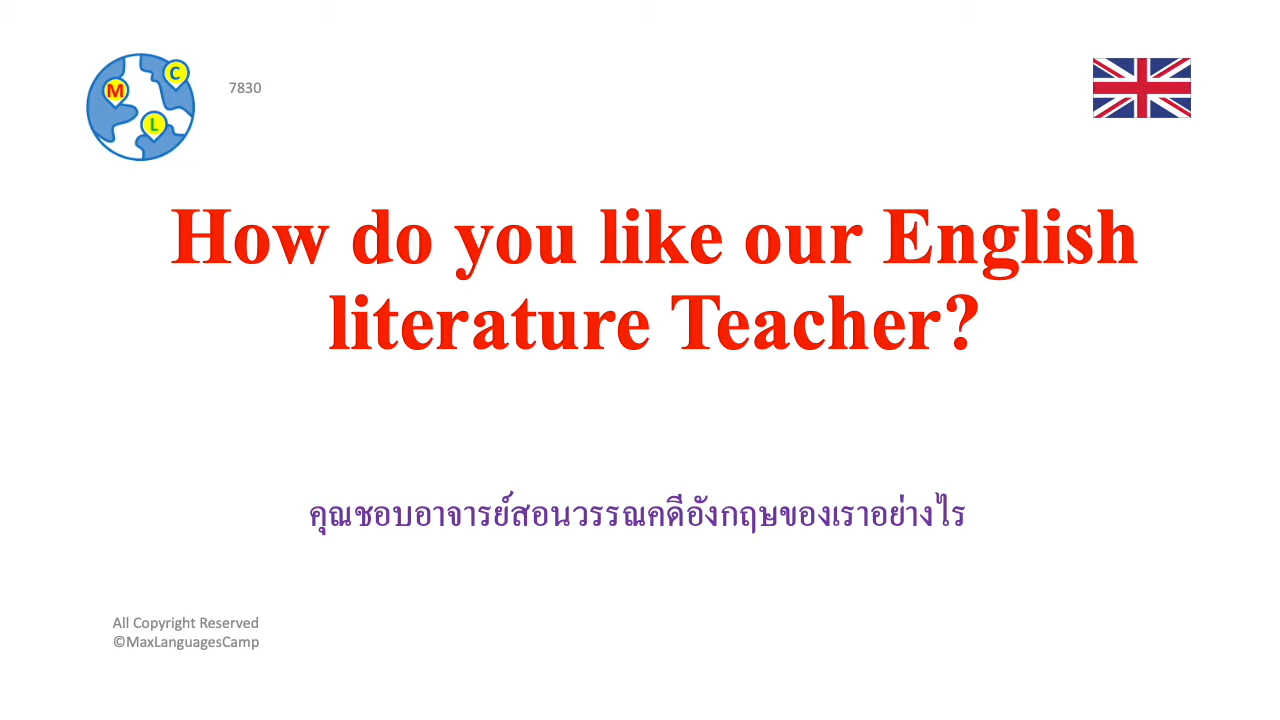 M
C
L
7830
How do you like our English
literature Teacher?
คุณชอบอาจารย์สอนวรรณคดีอังกฤษของเราอย่างไร
All Copyright Reserved
©MaxLanguagesCamp